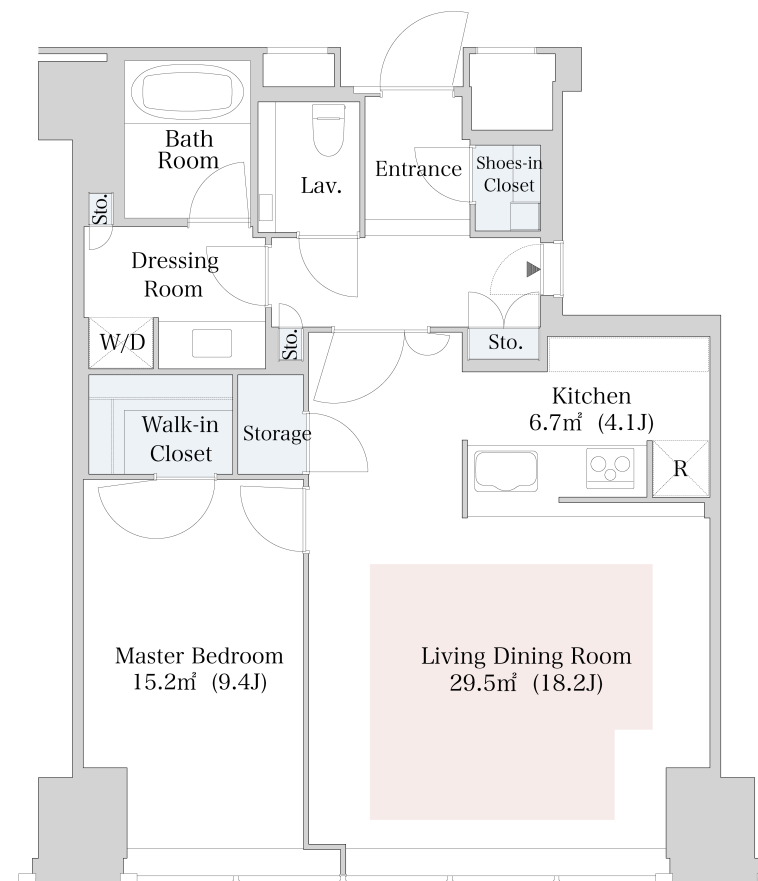 Bath
Room
Lav.
Entrance
Shoes-in
Closet
Sto.
Dressing
Room
W/D
Sto.
Sto.
Kitchen
6.7㎡ (4.1J)
Walk-in
Closet
Storage
R
Master Bedroom
15.2㎡ (9.4J)
Living Dining Room
29.5㎡ (18.2J)